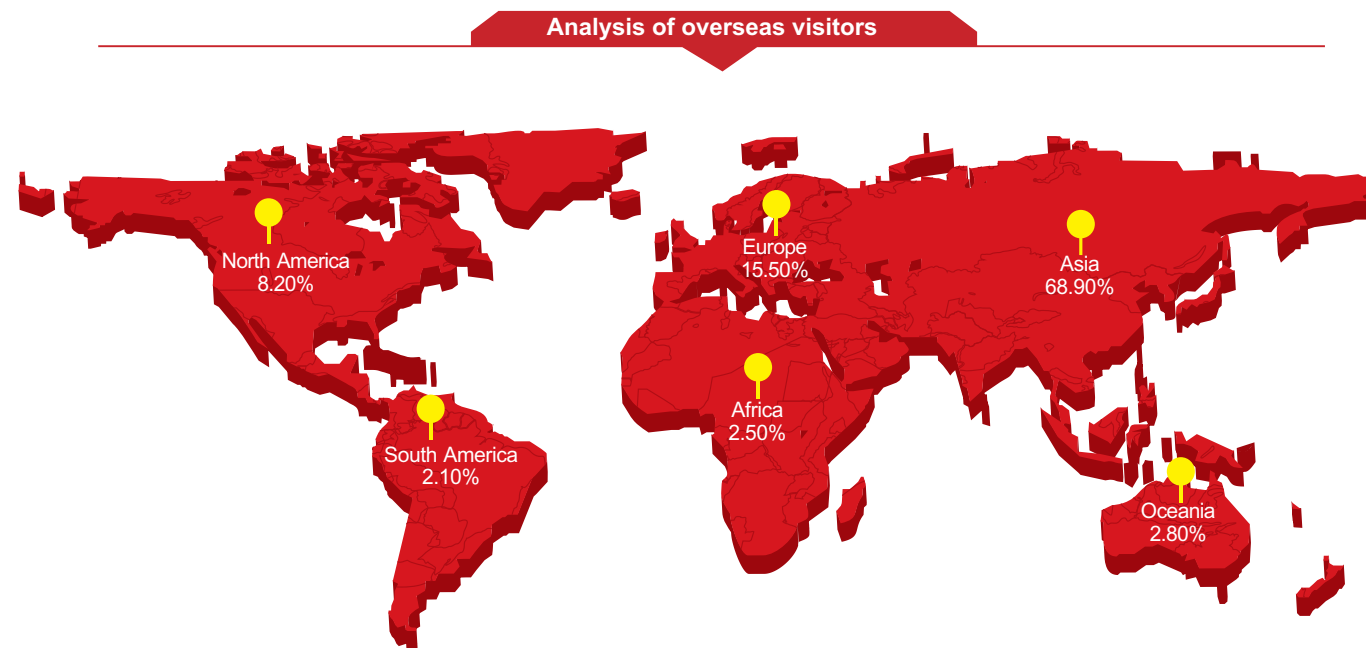 Analysis of overseas visitors
North America
8.20%
Europe
15.50%
Asia
68.90%
Africa
2.50%
South America
2.10%
Oceania
2.80%